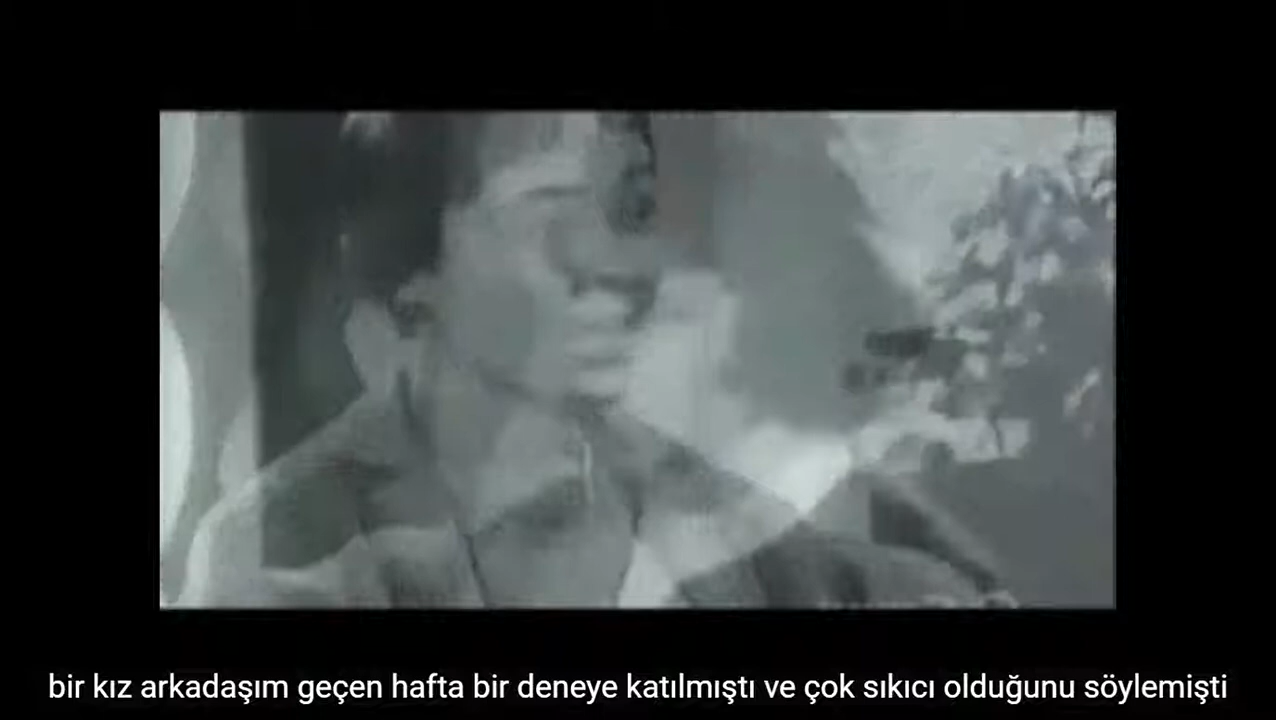 bir kız arkadaşım geçen hafta bir deneye katılmıştı ve çok sıkıcı olduğunu söylemişti